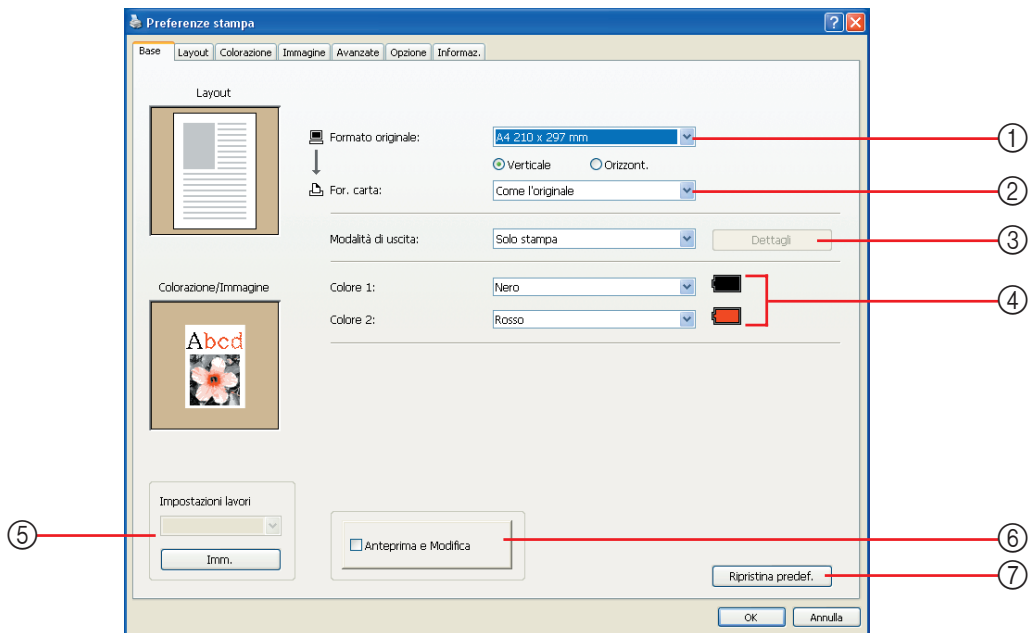 Preferenze stampa
Base Layout Colorazione Immagine Avanzate Opzione Informaz.
Layout
Formato originale: A4 210 x 297 mm ①
Verticale Orizzont.
For. carta: Come l'originale ②
Modalità di uscita: Solo stampa Dettagli ③
Colorazione/Immagine
Colore 1: Nero ④
Colore 2: Rosso
Abcd
Impostazioni lavori
⑤
Imm.
Anteprima e Modifica ⑥
Ripristina predef. ⑦
OK Annulla